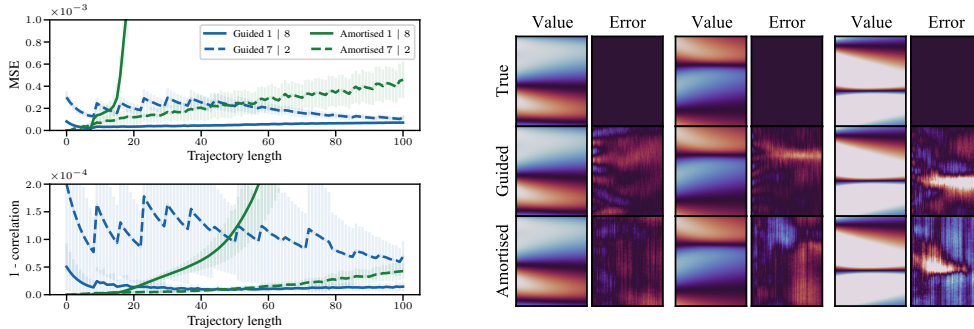 1.0 ×10⁻³
0.8
0.6
0.4
0.2
0.0
MSE
0 20 40 60 80 100
Trajectory length
Guided 1 | 8
Guided 7 | 2
Amortised 1 | 8
Amortised 7 | 2
2.0 ×10⁻⁴
1.5
1.0
0.5
0.0
1 - correlation
0 20 40 60 80 100
Trajectory length
Value Error Value Error Value Error
True
Guided
Amortised